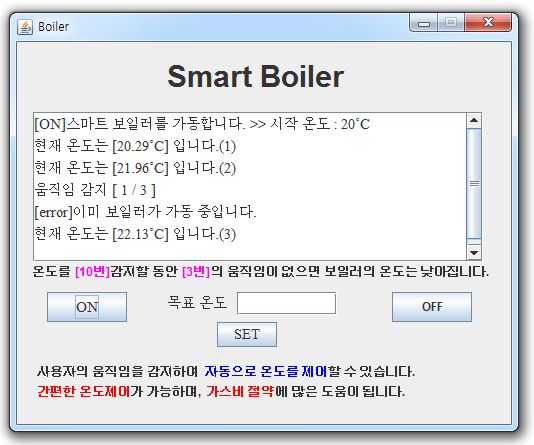 Boiler
Smart Boiler
[ON]스마트 보일러를 가동합니다. >> 시작 온도 : 20˚C
현재 온도는 [20.29˚C] 입니다.(1)
현재 온도는 [21.96˚C] 입니다.(2)
움직임 감지 [ 1 / 3 ]
[error]이미 보일러가 가동 중입니다.
현재 온도는 [22.13˚C] 입니다.(3)
온도를 [10번]감지할 동안 [3번]의 움직임이 없으면 보일러의 온도는 낮아집니다.
ON 목표 온도 OFF
SET
사용자의 움직임을 감지하며 자동으로 온도를 제어할 수 있습니다.
간편한 온도제어가 가능하며, 가스비 절약에 많은 도움이 됩니다.